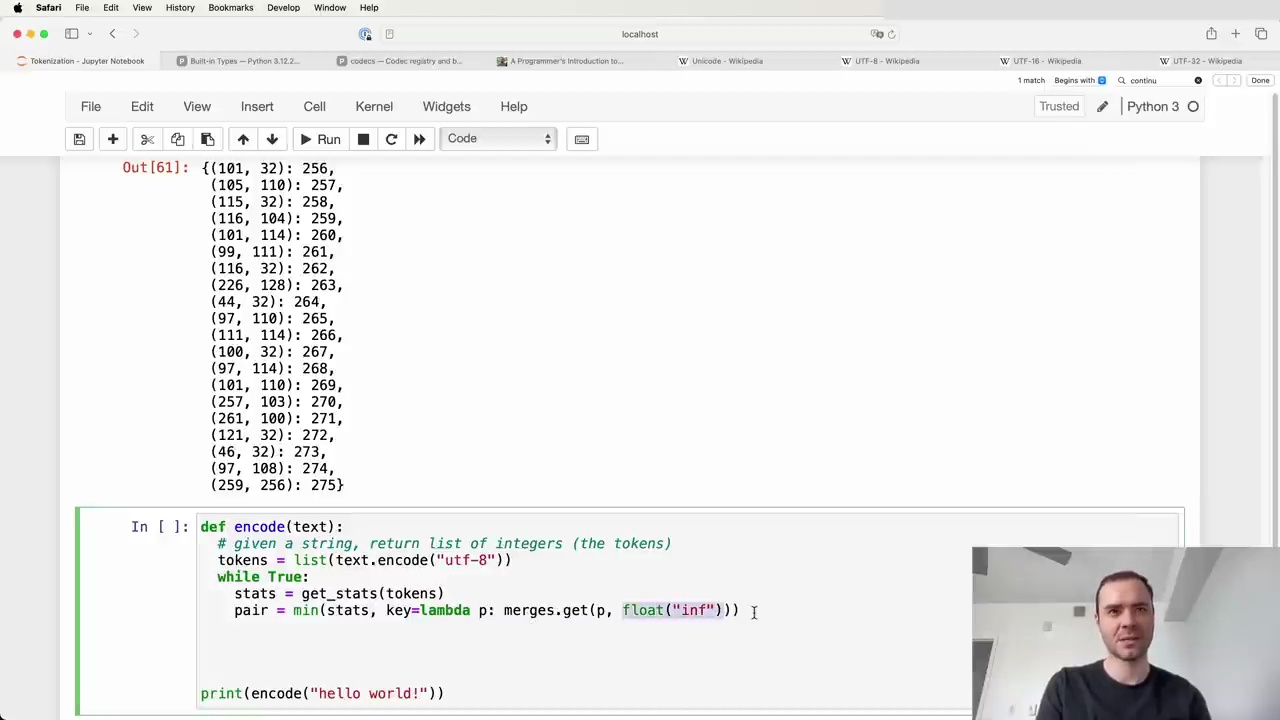 Safari File Edit View History Bookmarks Develop Window Help
localhost
Tokenization - Jupyter Notebook
Built-in Types — Python 3.12.2...
codecs — Codec registry and b...
A Programmer's Introduction to...
Unicode - Wikipedia
UTF-8 - Wikipedia
UTF-16 - Wikipedia
UTF-32 - Wikipedia
1 match Begins with continu Done
File Edit View Insert Cell Kernel Widgets Help Trusted Python 3
Run Code
Out[61]: {(101, 32): 256,
(105, 110): 257,
(115, 32): 258,
(116, 104): 259,
(101, 114): 260,
(99, 111): 261,
(116, 32): 262,
(226, 128): 263,
(44, 32): 264,
(97, 110): 265,
(111, 114): 266,
(100, 32): 267,
(97, 114): 268,
(101, 110): 269,
(257, 103): 270,
(261, 100): 271,
(121, 32): 272,
(46, 32): 273,
(97, 108): 274,
(259, 256): 275}
In [ ]: def encode(text):
# given a string, return list of integers (the tokens)
tokens = list(text.encode("utf-8"))
while True:
stats = get_stats(tokens)
pair = min(stats, key=lambda p: merges.get(p, float("inf")))
print(encode("hello world!"))